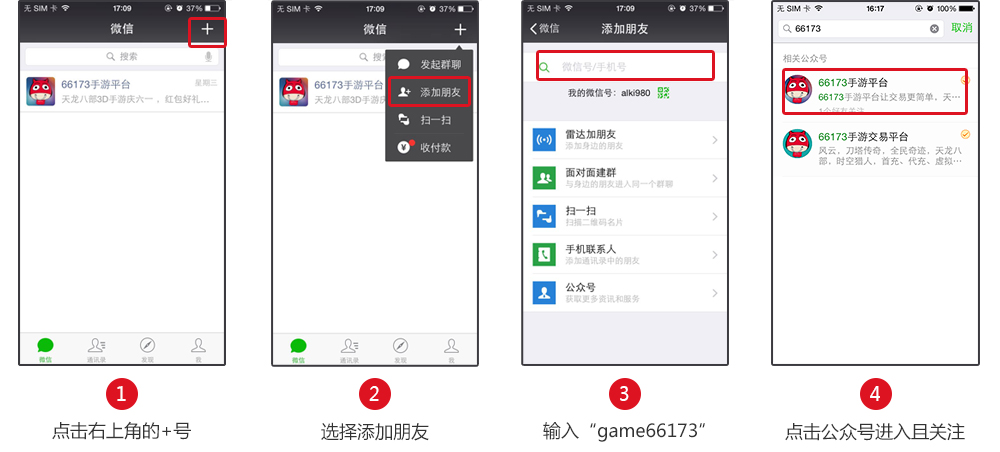 无 SIM 卡 17:09 37%
微信 +
搜索
66173手游平台 星期三
天龙八部3D手游庆六一，红包好礼...
微信 通讯录 发现 我
1
点击右上角的+号
无 SIM 卡 17:09 37%
微信 +
搜索
发起群聊
66173手游平台
添加朋友
天龙八部3D手游庆
扫一扫
收付款
微信 通讯录 发现 我
2
选择添加朋友
无 SIM 卡 17:09 37%
微信 添加朋友
微信号/手机号
我的微信号：alki980
雷达加朋友
添加身边的朋友
面对面建群
与身边的朋友进入同一个群聊
扫一扫
扫描二维码名片
手机联系人
添加通讯录中的朋友
公众号
获取更多资讯和服务
3
输入“game66173”
无 SIM 卡 16:17 100%
66173 取消
相关公众号
66173手游平台
66173手游平台让交易更简单，天...
1个好友关注
66173手游交易平台
风云，刀塔传奇，全民奇迹，天龙八
部，时空猎人，首充、代充、虚拟...
4
点击公众号进入且关注